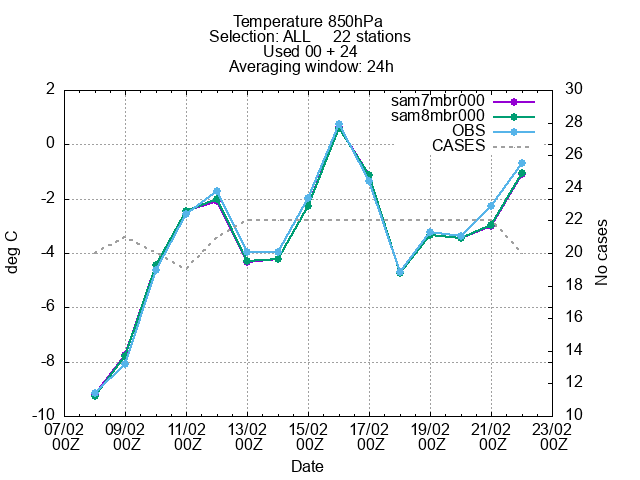 Temperature 850hPa
Selection: ALL 22 stations
Used 00 + 24
Averaging window: 24h
sam7mbr000
sam8mbr000
OBS
CASES
2
0
-2
-4
-6
-8
-10
deg C
30
28
26
24
22
20
18
16
14
12
10
No cases
07/02 09/02 11/02 13/02 15/02 17/02 19/02 21/02 23/02
00Z 00Z 00Z 00Z 00Z 00Z 00Z 00Z 00Z
Date